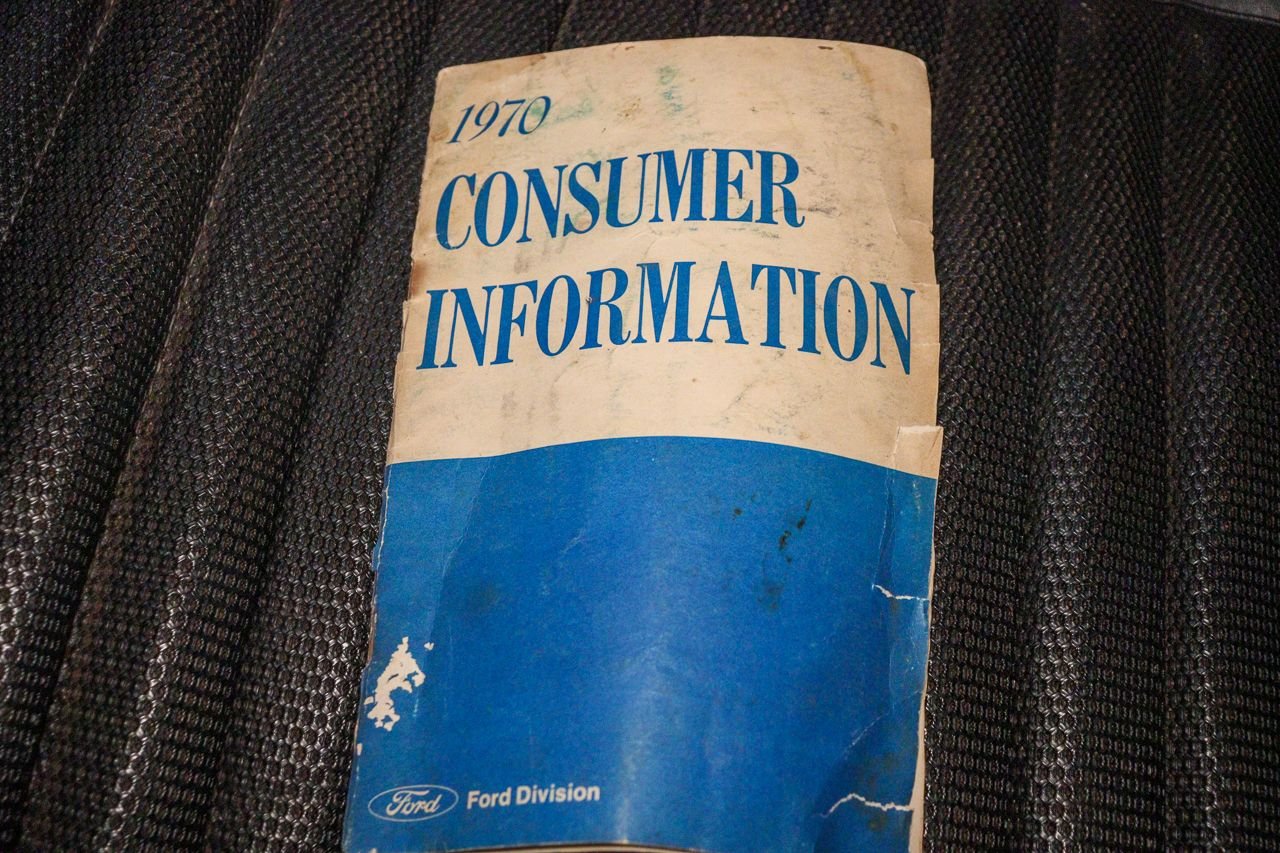 1970
CONSUMER
INFORMATION
Ford Ford Division